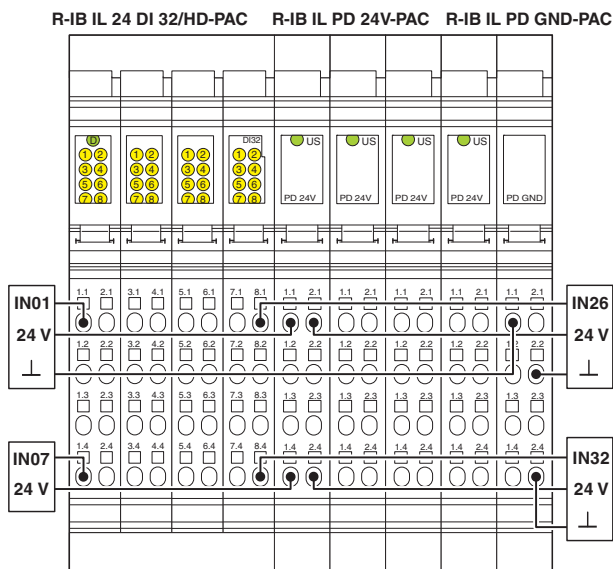 R-IB IL 24 DI 32/HD-PAC R-IB IL PD 24V-PAC R-IB IL PD GND-PAC
D DI32 US US US US
1 2 1 2 1 2 1 2
3 4 3 4 3 4 3 4
5 6 5 6 5 6 5 6
7 8 7 8 7 8 7 8
PD 24V PD 24V PD 24V PD 24V PD GND
1.1 2.1 3.1 4.1 5.1 6.1 7.1 8.1 1.1 2.1 1.1 2.1 1.1 2.1 1.1 2.1 1.1 2.1
IN01 IN26
24 V 24 V
1.2 2.2 3.2 4.2 5.2 6.2 7.2 8.2 1.2 2.2 1.2 2.2 1.2 2.2 1.2 2.2 1.2 2.2
1.3 2.3 3.3 4.3 5.3 6.3 7.3 8.3 1.3 2.3 1.3 2.3 1.3 2.3 1.3 2.3 1.3 2.3
1.4 2.4 3.4 4.4 5.4 6.4 7.4 8.4 1.4 2.4 1.4 2.4 1.4 2.4 1.4 2.4 1.4 2.4
IN07 IN32
24 V 24 V